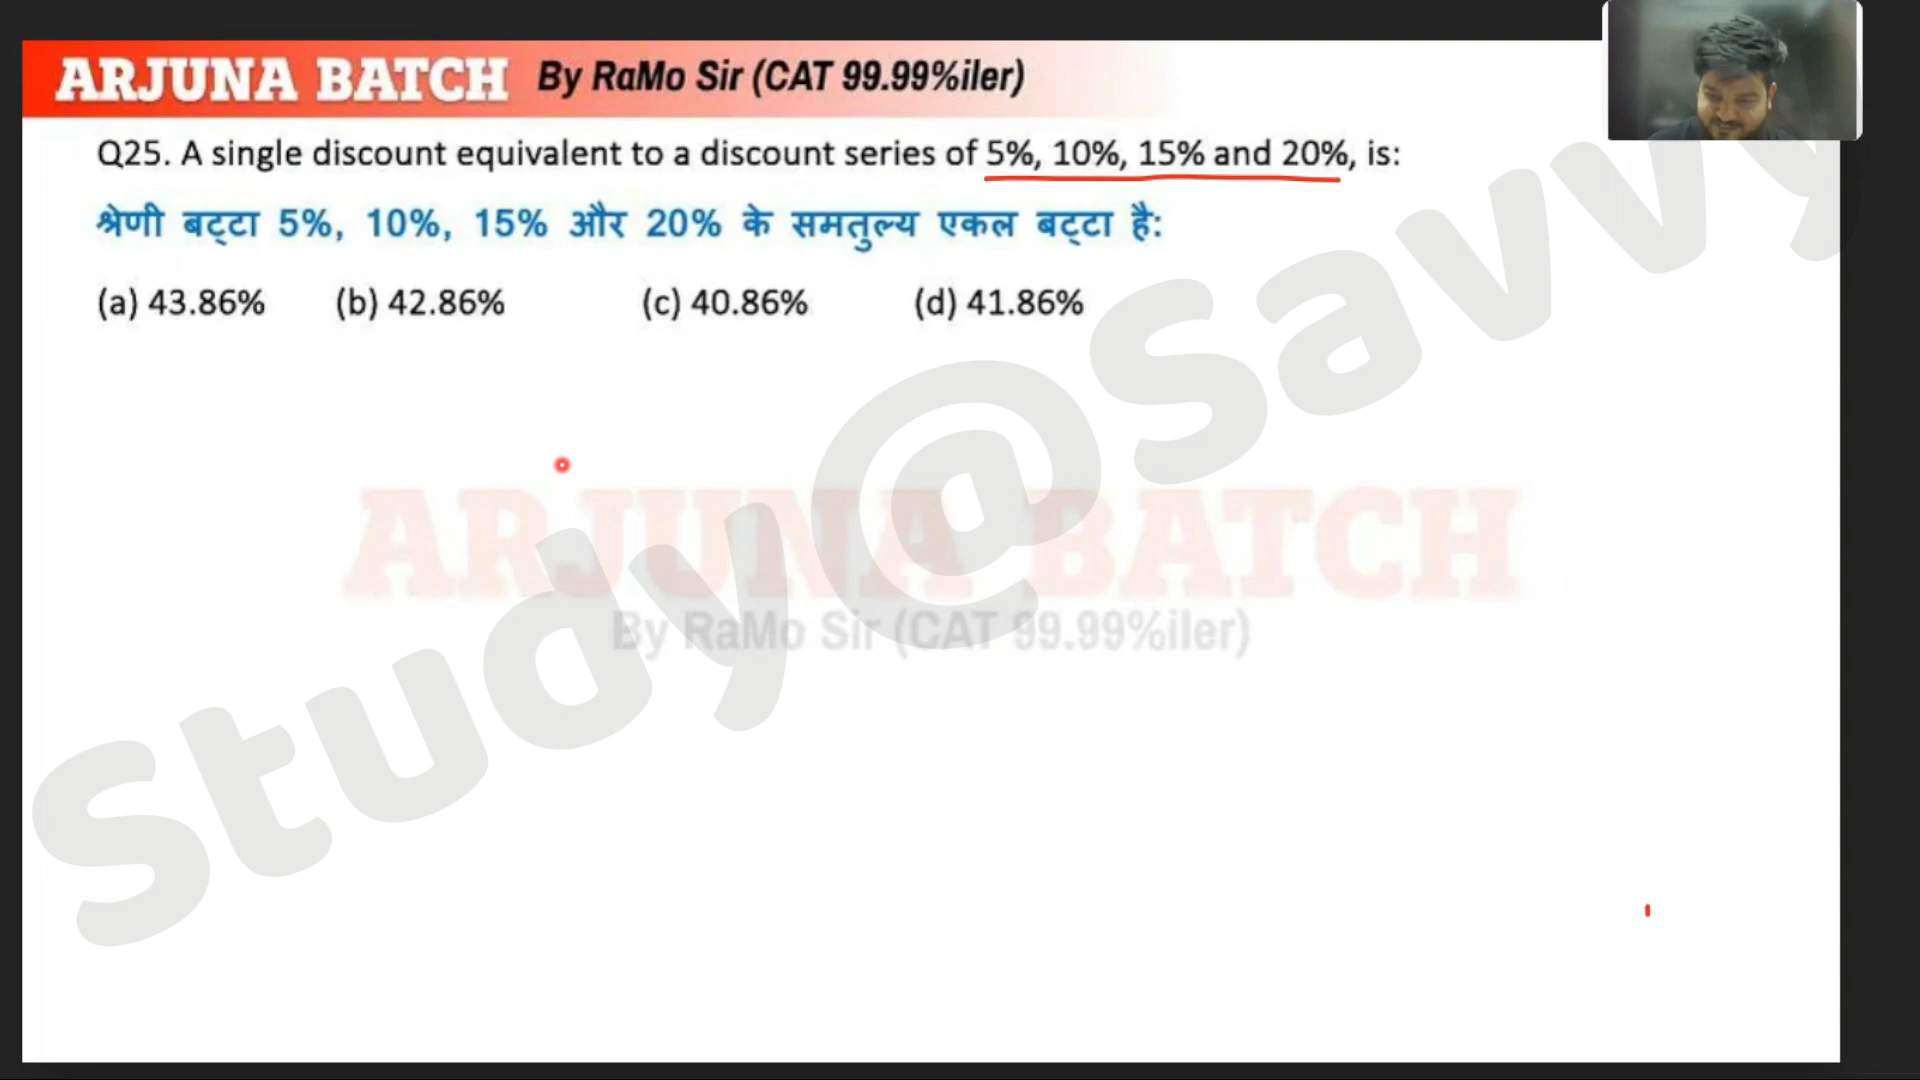 ARJUNA BATCH By RaMo Sir (CAT 99.99%iler)
Q25. A single discount equivalent to a discount series of 5%, 10%, 15% and 20%, is:
श्रेणी बट्टा 5%, 10%, 15% और 20% के समतुल्य एकल बट्टा है:
(a) 43.86% (b) 42.86% (c) 40.86% (d) 41.86%
Study@Savvy
ARJUNA BATCH
By RaMo Sir (CAT 99.99%iler)